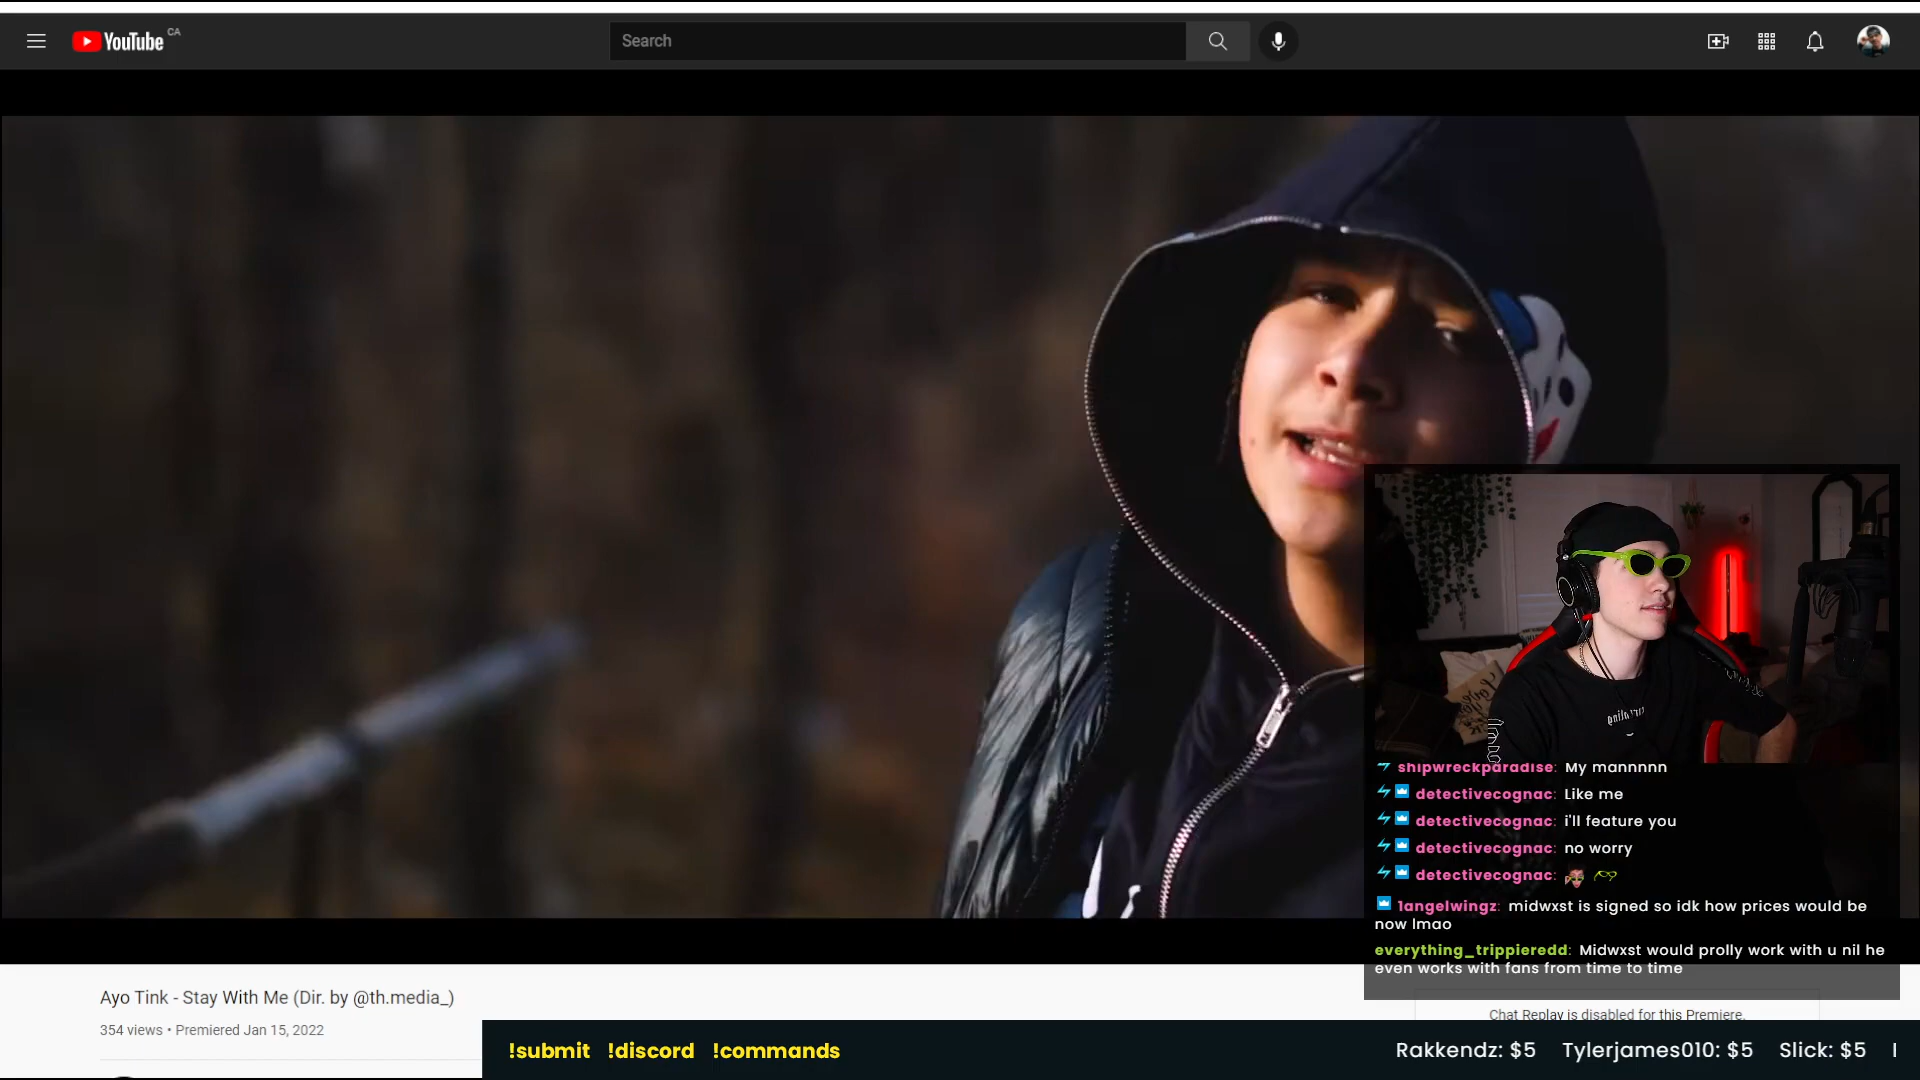 YouTube CA
Search
shipwreckparadise: My mannnnn
detectivecognac: Like me
detectivecognac: i'll feature you
detectivecognac: no worry
detectivecognac:
1angelwingz: midwxst is signed so idk how prices would be
now lmao
everything_trippieredd: Midwxst would prolly work with u nil he
even works with fans from time to time
Ayo Tink - Stay With Me (Dir. by @th.media_)
354 views • Premiered Jan 15, 2022
Chat Replay is disabled for this Premiere.
!submit !discord !commands
Rakkendz: $5 Tylerjames010: $5 Slick: $5